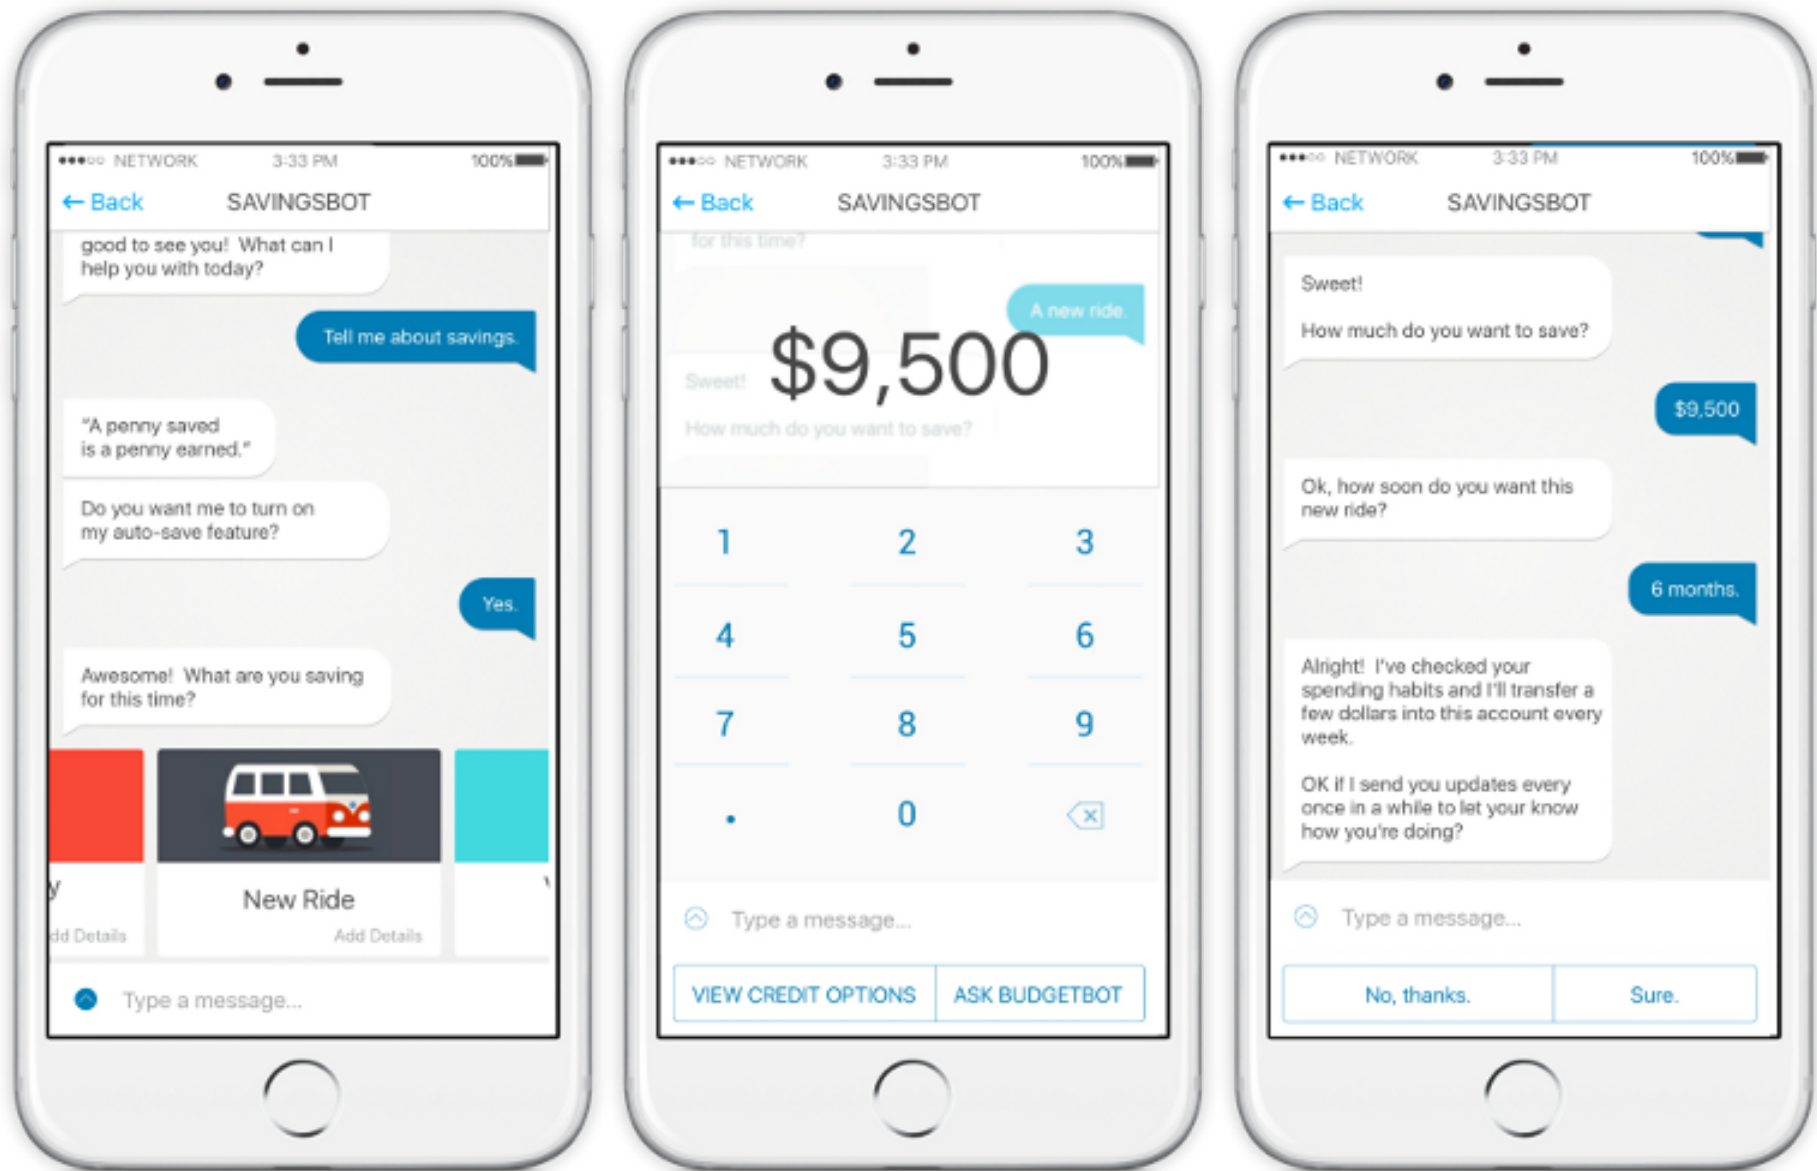 NETWORK 3:33 PM 100%
← Back SAVINGSBOT
good to see you! What can I
help you with today?
Tell me about savings.
"A penny saved
is a penny earned."
Do you want me to turn on
my auto-save feature?
Yes.
Awesome! What are you saving
for this time?
y
New Ride
dd Details
Add Details
Type a message...
NETWORK 3:33 PM 100%
← Back SAVINGSBOT
for this time?
A new ride.
$9,500
Sweet!
How much do you want to save?
1 2 3
4 5 6
7 8 9
. 0
Type a message...
VIEW CREDIT OPTIONS ASK BUDGETBOT
NETWORK 3:33 PM 100%
← Back SAVINGSBOT
Sweet!
How much do you want to save?
$9,500
Ok, how soon do you want this
new ride?
6 months.
Alright! I've checked your
spending habits and I'll transfer a
few dollars into this account every
week.
OK if I send you updates every
once in a while to let your know
how you're doing?
Type a message...
No, thanks. Sure.